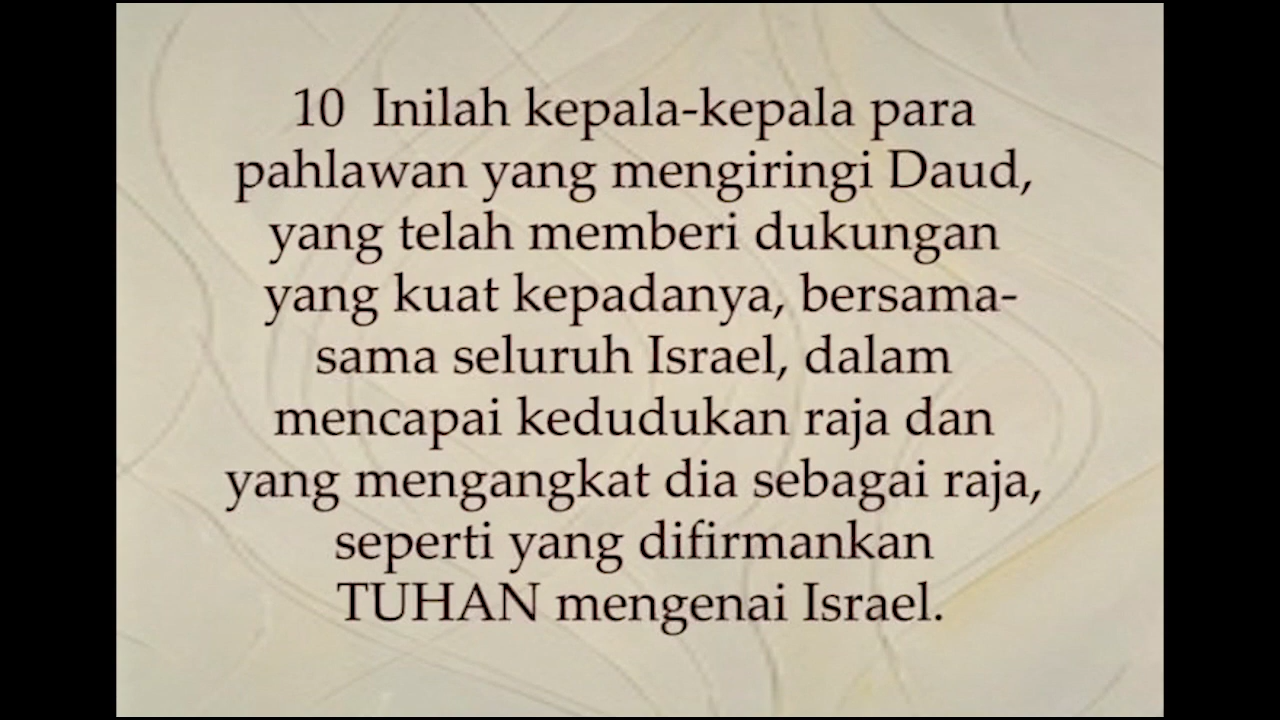 10 Inilah kepala-kepala para
pahlawan yang mengiringi Daud,
yang telah memberi dukungan
yang kuat kepadanya, bersama-
sama seluruh Israel, dalam
mencapai kedudukan raja dan
yang mengangkat dia sebagai raja,
seperti yang difirmankan
TUHAN mengenai Israel.